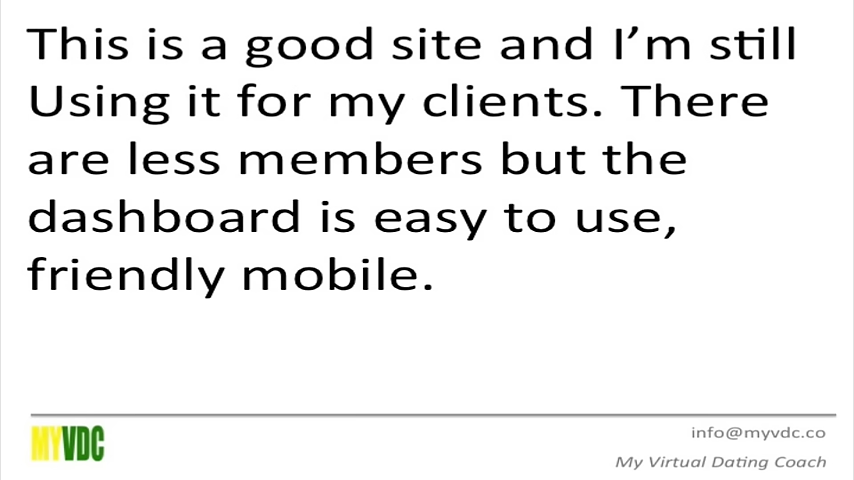 This is a good site and I’m still
Using it for my clients. There
are less members but the
dashboard is easy to use,
friendly mobile.
MYVDC
info@myvdc.co
My Virtual Dating Coach